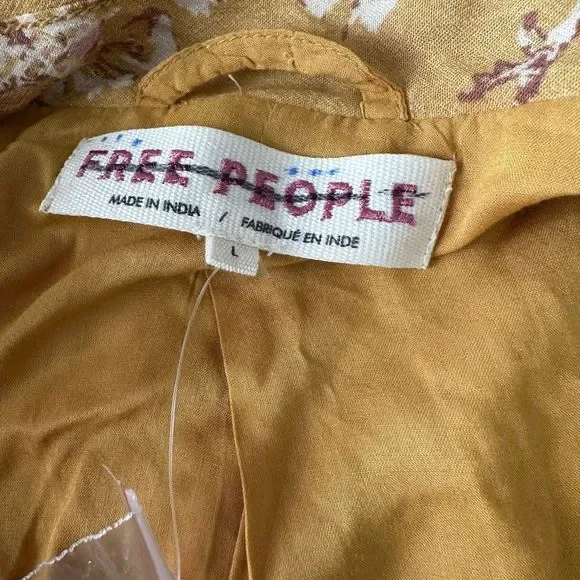 FREE PEOPLE
MADE IN INDIA / FABRIQUÉ EN INDE
L